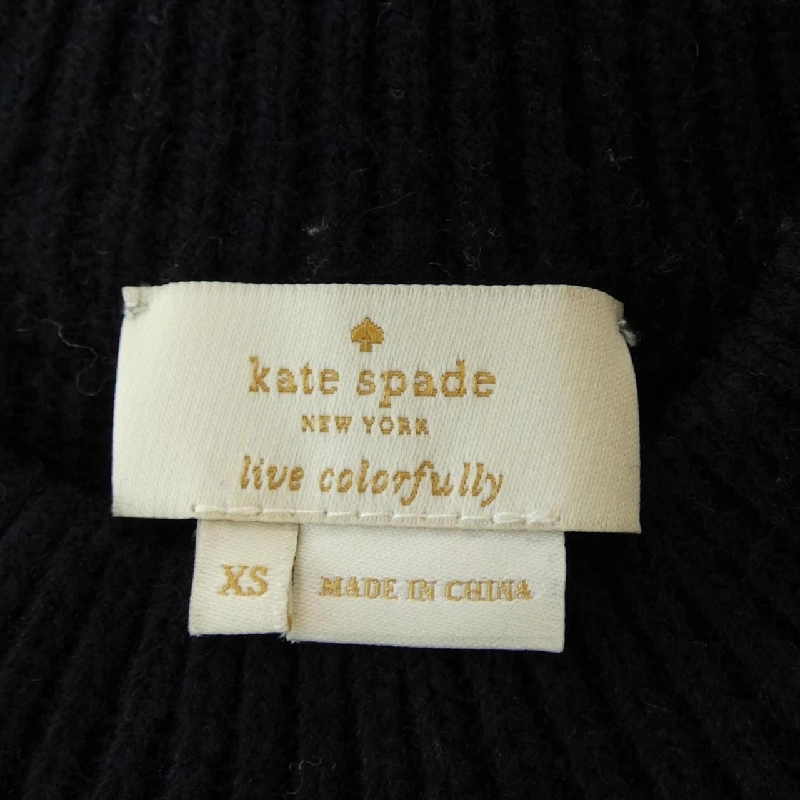 kate spade
NEW YORK
live colorfully
XS
MADE IN CHINA